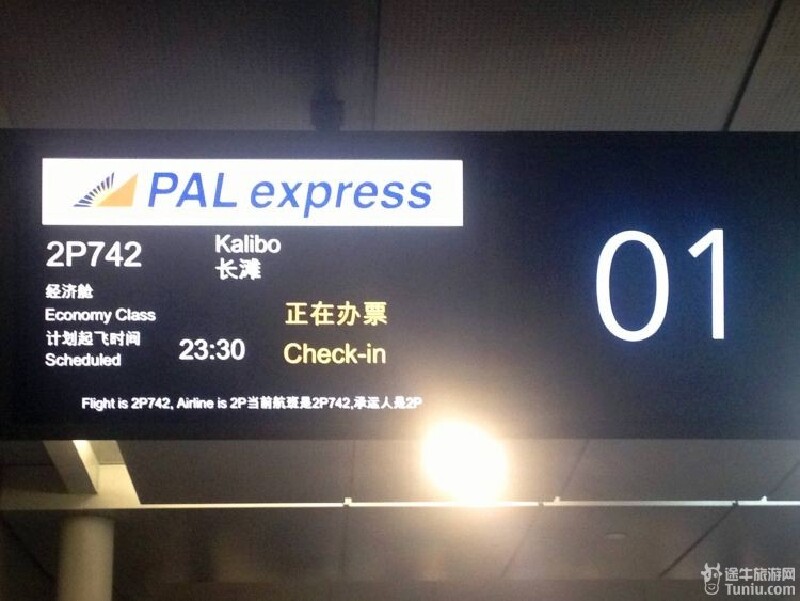 PAL express
01
2P742
Kalibo
长滩
经济舱
Economy Class
正在办票
计划起飞时间
Scheduled
23:30
Check-in
Flight is 2P742, Airline is 2P当前航班是2P742,承运人是2P
途牛旅游网
Tuniu.com